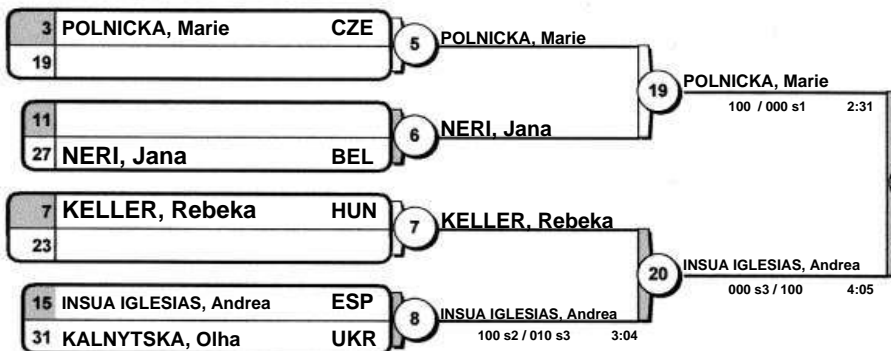 3 POLNICKA, Marie CZE
19
5 POLNICKA, Marie
11
27 NERI, Jana BEL
6 NERI, Jana
19 POLNICKA, Marie
100 / 000 s1 2:31
7 KELLER, Rebeka HUN
23
7 KELLER, Rebeka
15 INSUA IGLESIAS, Andrea ESP
31 KALNYTSKA, Olha UKR
8 INSUA IGLESIAS, Andrea
100 s2 / 010 s3 3:04
20 INSUA IGLESIAS, Andrea
000 s3 / 100 4:05